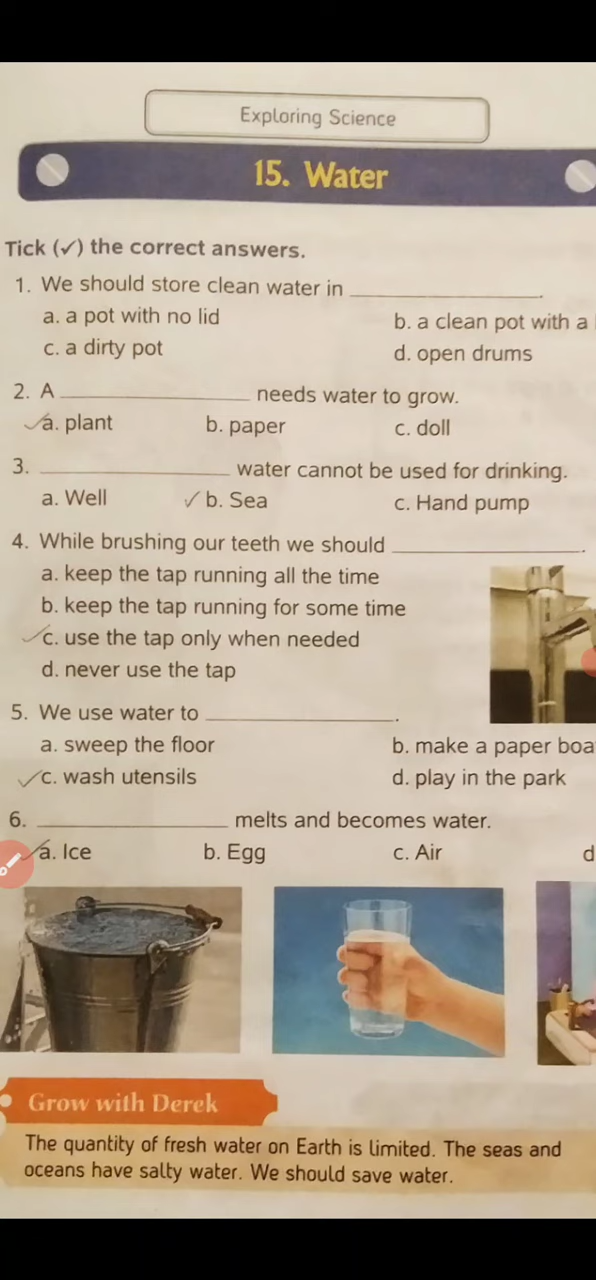 Exploring Science
15. Water
Tick (✓) the correct answers.
1. We should store clean water in ____________.
a. a pot with no lid b. a clean pot with a
c. a dirty pot d. open drums
2. A ____________ needs water to grow.
✓a. plant b. paper c. doll
3. ____________ water cannot be used for drinking.
a. Well ✓ b. Sea c. Hand pump
4. While brushing our teeth we should ____________.
a. keep the tap running all the time
b. keep the tap running for some time
✓c. use the tap only when needed
d. never use the tap
5. We use water to ____________.
a. sweep the floor b. make a paper boa
✓c. wash utensils d. play in the park
6. ____________ melts and becomes water.
✓a. Ice b. Egg c. Air d
Grow with Derek
The quantity of fresh water on Earth is limited. The seas and
oceans have salty water. We should save water.